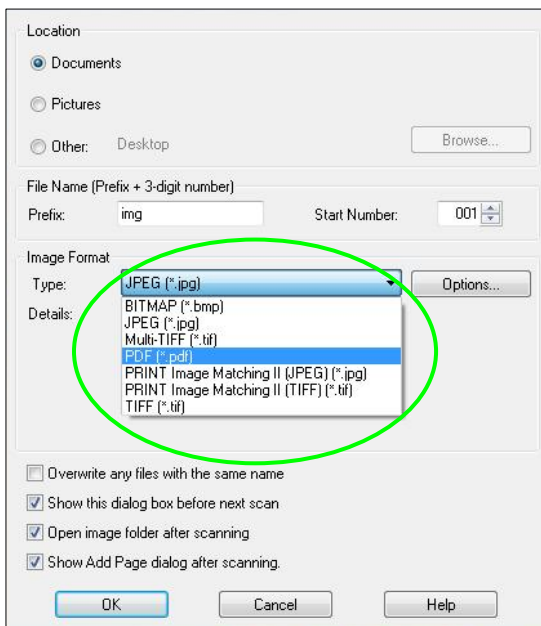 Location
Documents
Pictures
Other: Desktop Browse...
File Name (Prefix + 3-digit number)
Prefix: img Start Number: 001
Image Format
Type: JPEG (*.jpg) Options...
Details: BITMAP (*.bmp)
JPEG (*.jpg)
Multi-TIFF (*.tif)
PDF (*.pdf)
PRINT Image Matching II (JPEG) (*.jpg)
PRINT Image Matching II (TIFF) (*.tif)
TIFF (*.tif)
Overwrite any files with the same name
Show this dialog box before next scan
Open image folder after scanning
Show Add Page dialog after scanning.
OK Cancel Help